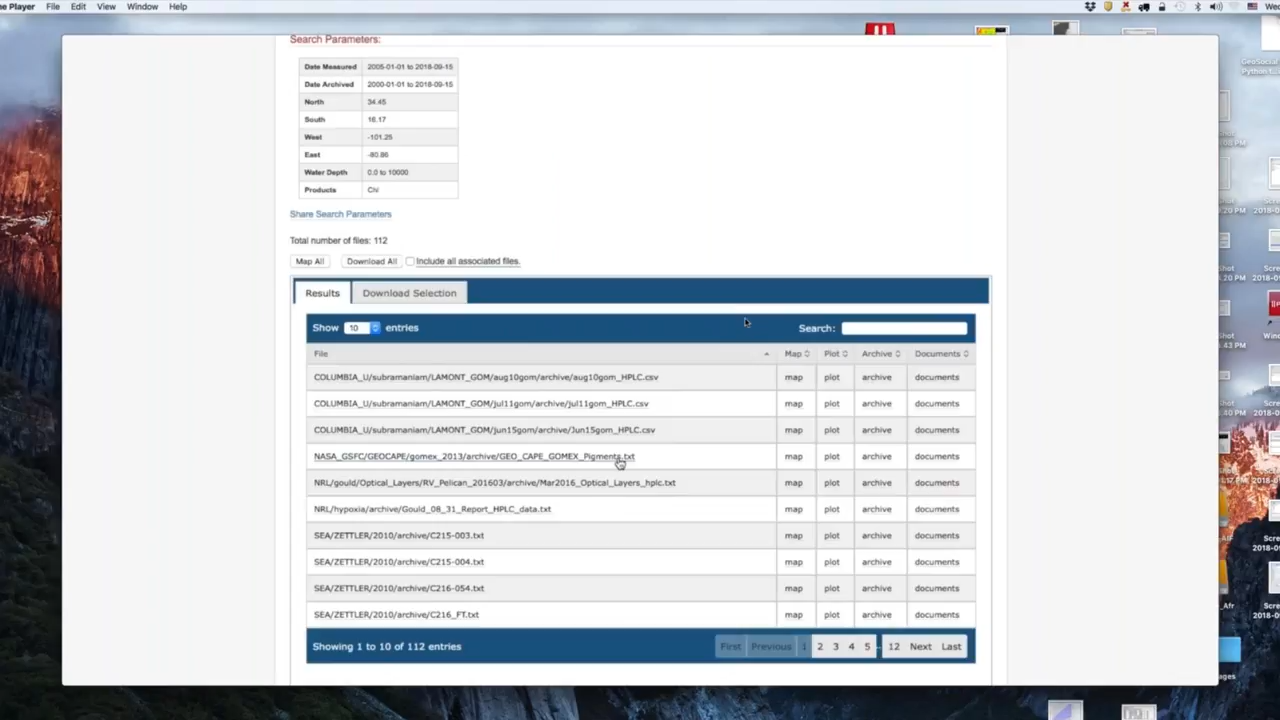 me Player File Edit View Window Help
Wed
Search Parameters:
Date Measured 2005-01-01 to 2018-09-15
Date Archived 2000-01-01 to 2018-09-15
North 34.45
South 16.17
West -101.25
East -80.86
Water Depth 0.0 to 10000
Products Chl
Share Search Parameters
Total number of files: 112
Map All Download All Include all associated files.
Results Download Selection
Show 10 entries Search:
File Map Plot Archive Documents
COLUMBIA_U/subramaniam/LAMONT_GOM/aug10gom/archive/aug10gom_HPLC.csv map plot archive documents
COLUMBIA_U/subramaniam/LAMONT_GOM/jul11gom/archive/jul11gom_HPLC.csv map plot archive documents
COLUMBIA_U/subramaniam/LAMONT_GOM/jun15gom/archive/Jun15gom_HPLC.csv map plot archive documents
NASA_GSFC/GEOCAPE/gomex_2013/archive/GEO_CAPE_GOMEX_Pigments.txt map plot archive documents
NRL/gould/Optical_Layers/RV_Pelican_201603/archive/Mar2016_Optical_Layers_hplc.txt map plot archive documents
NRL/hypoxia/archive/Gould_08_31_Report_HPLC_data.txt map plot archive documents
SEA/ZETTLER/2010/archive/C215-003.txt map plot archive documents
SEA/ZETTLER/2010/archive/C215-004.txt map plot archive documents
SEA/ZETTLER/2010/archive/C216-054.txt map plot archive documents
SEA/ZETTLER/2010/archive/C216_FT.txt map plot archive documents
Showing 1 to 10 of 112 entries First Previous 1 2 3 4 5 12 Next Last
GeoSocial
Python f...